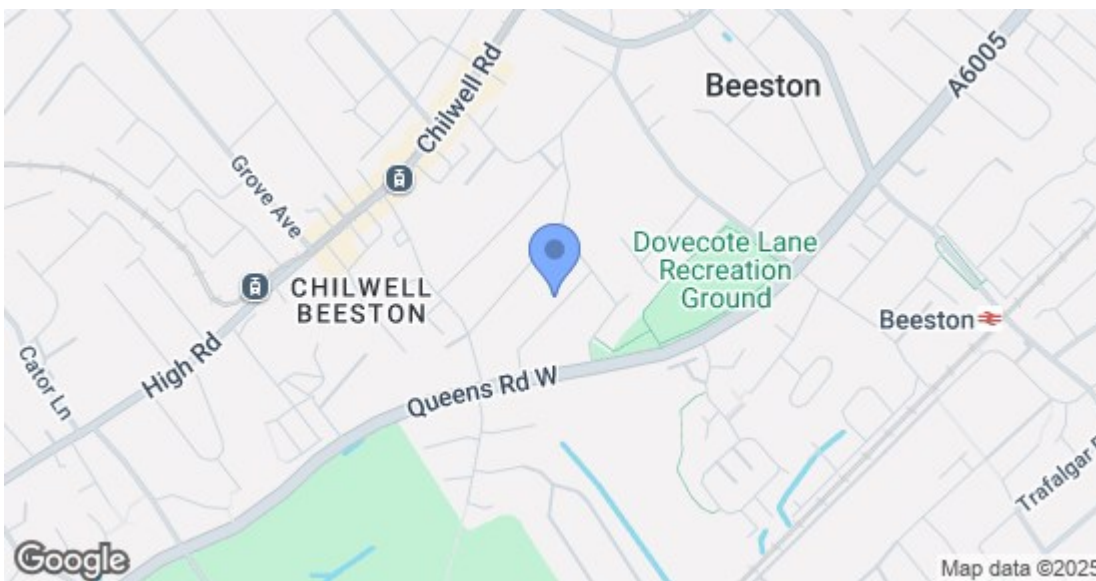 Chilwell Rd
Beeston
A6005
Grove Ave
Dovecote Lane
Recreation
Ground
CHILWELL
BEESTON
Beeston
High Rd
Cator Ln
Queens Rd W
Trafalgar
Google
Map data ©2025